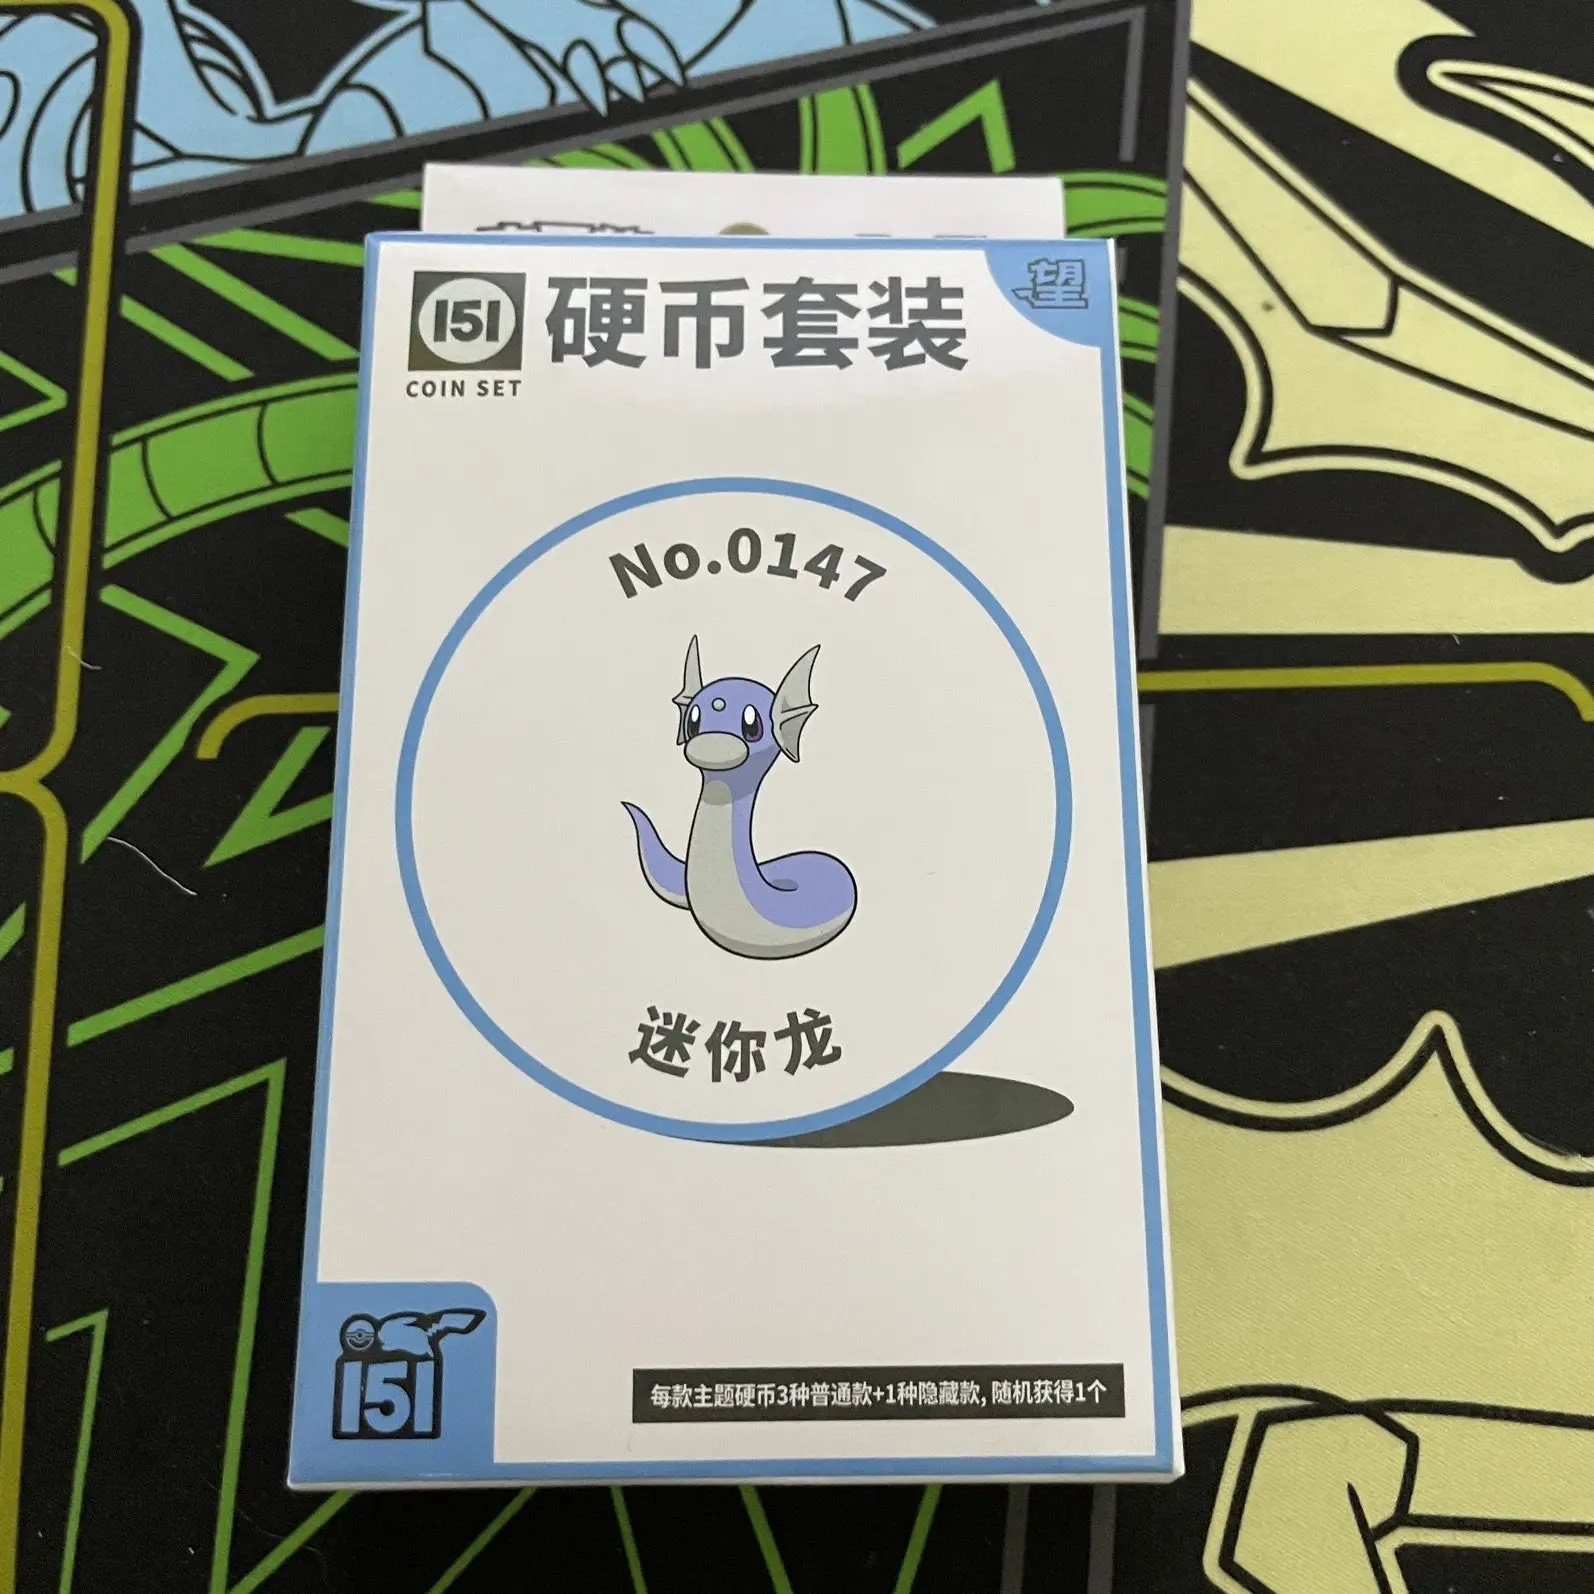 151
硬币套装
望
COIN SET
No.0147
迷你龙
151
每款主题硬币3种普通款+1种隐藏款, 随机获得1个